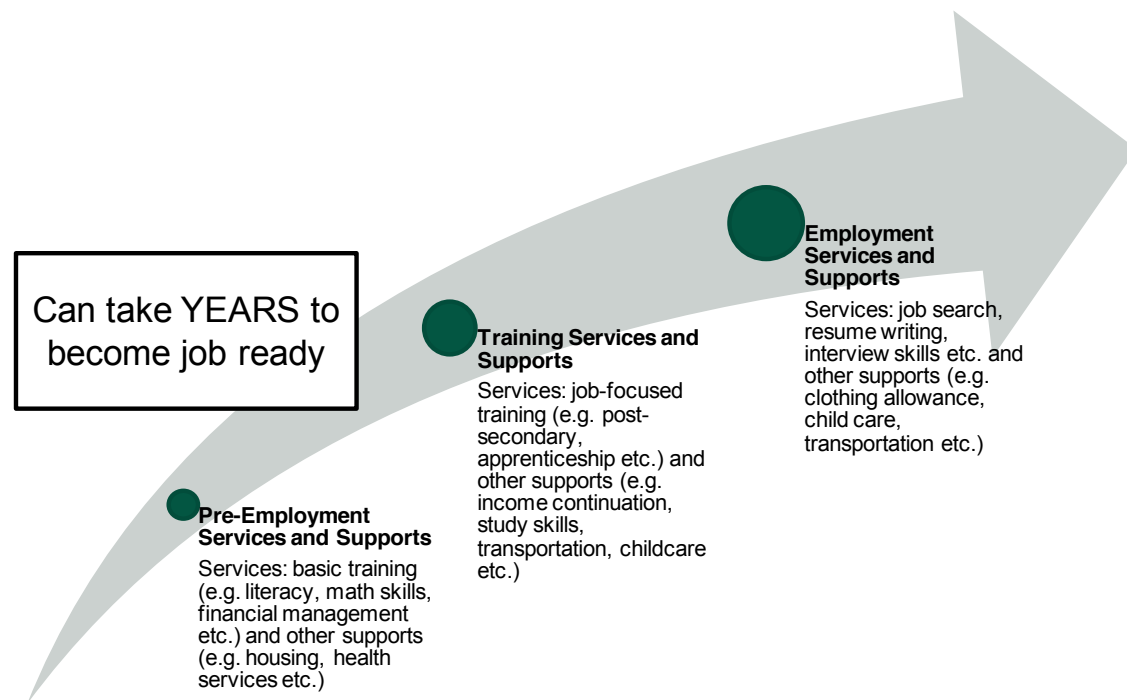 Can take YEARS to
become job ready
Pre-Employment
Services and Supports
Services: basic training
(e.g. literacy, math skills,
financial management
etc.) and other supports
(e.g. housing, health
services etc.)
Training Services and
Supports
Services: job-focused
training (e.g. post-
secondary,
apprenticeship etc.) and
other supports (e.g.
income continuation,
study skills,
transportation, childcare
etc.)
Employment
Services and
Supports
Services: job search,
resume writing,
interview skills etc. and
other supports (e.g.
clothing allowance,
child care,
transportation etc.)